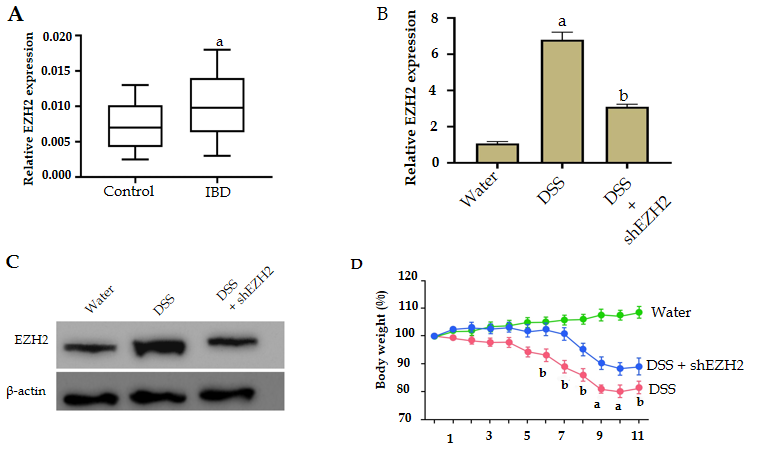 A
Relative EZH2 expression
0.020
0.015
0.010
0.005
0.000
a
Control
IBD
B
Relative EZH2 expression
8
6
4
2
0
a
b
Water
DSS
DSS
+
shEZH2
C
Water
DSS
DSS
+ shEZH2
EZH2
β-actin
D
Body weight (%)
120
110
100
90
80
70
Water
DSS + shEZH2
DSS
b
b
b
a
a
b
1
3
5
7
9
11